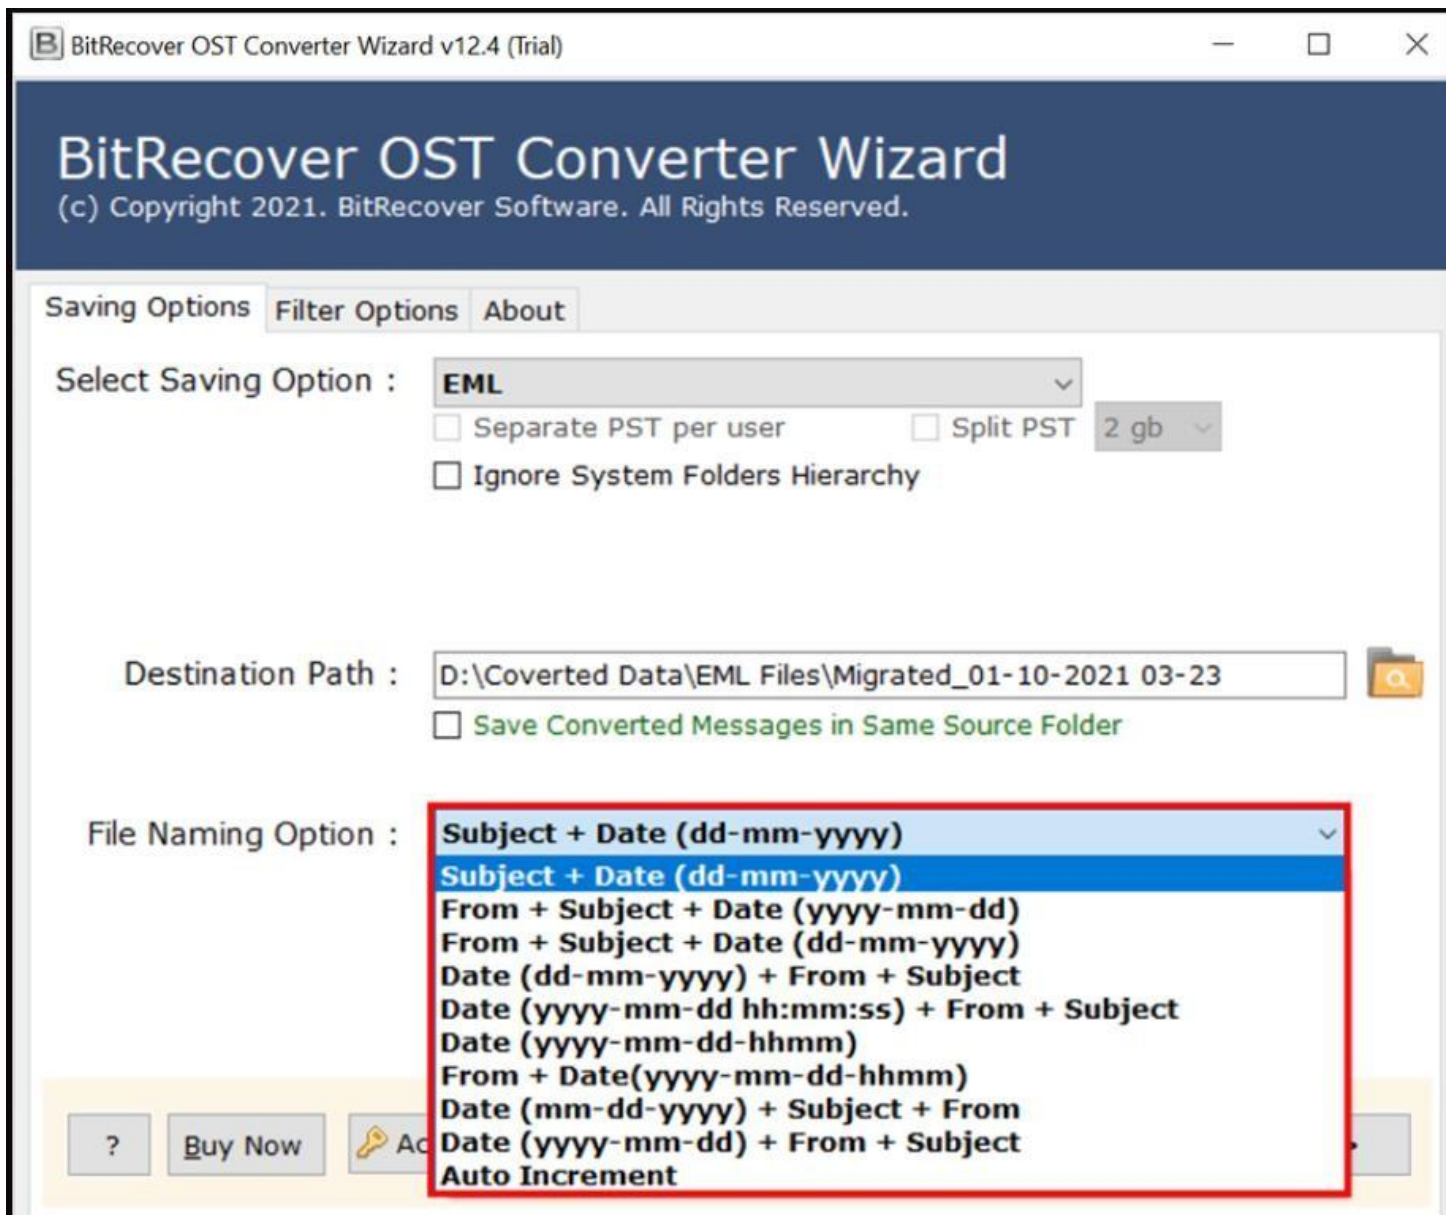 BitRecover OST Converter Wizard v12.4 (Trial)
BitRecover OST Converter Wizard
(c) Copyright 2021. BitRecover Software. All Rights Reserved.
Saving Options Filter Options About
Select Saving Option : EML
Separate PST per user Split PST 2 gb
Ignore System Folders Hierarchy
Destination Path : D:\Coverted Data\EML Files\Migrated_01-10-2021 03-23
Save Converted Messages in Same Source Folder
File Naming Option : Subject + Date (dd-mm-yyyy)
Subject + Date (dd-mm-yyyy)
From + Subject + Date (yyyy-mm-dd)
From + Subject + Date (dd-mm-yyyy)
Date (dd-mm-yyyy) + From + Subject
Date (yyyy-mm-dd hh:mm:ss) + From + Subject
Date (yyyy-mm-dd-hhmm)
From + Date(yyyy-mm-dd-hhmm)
Date (mm-dd-yyyy) + Subject + From
Date (yyyy-mm-dd) + From + Subject
Auto Increment
? Buy Now Ac